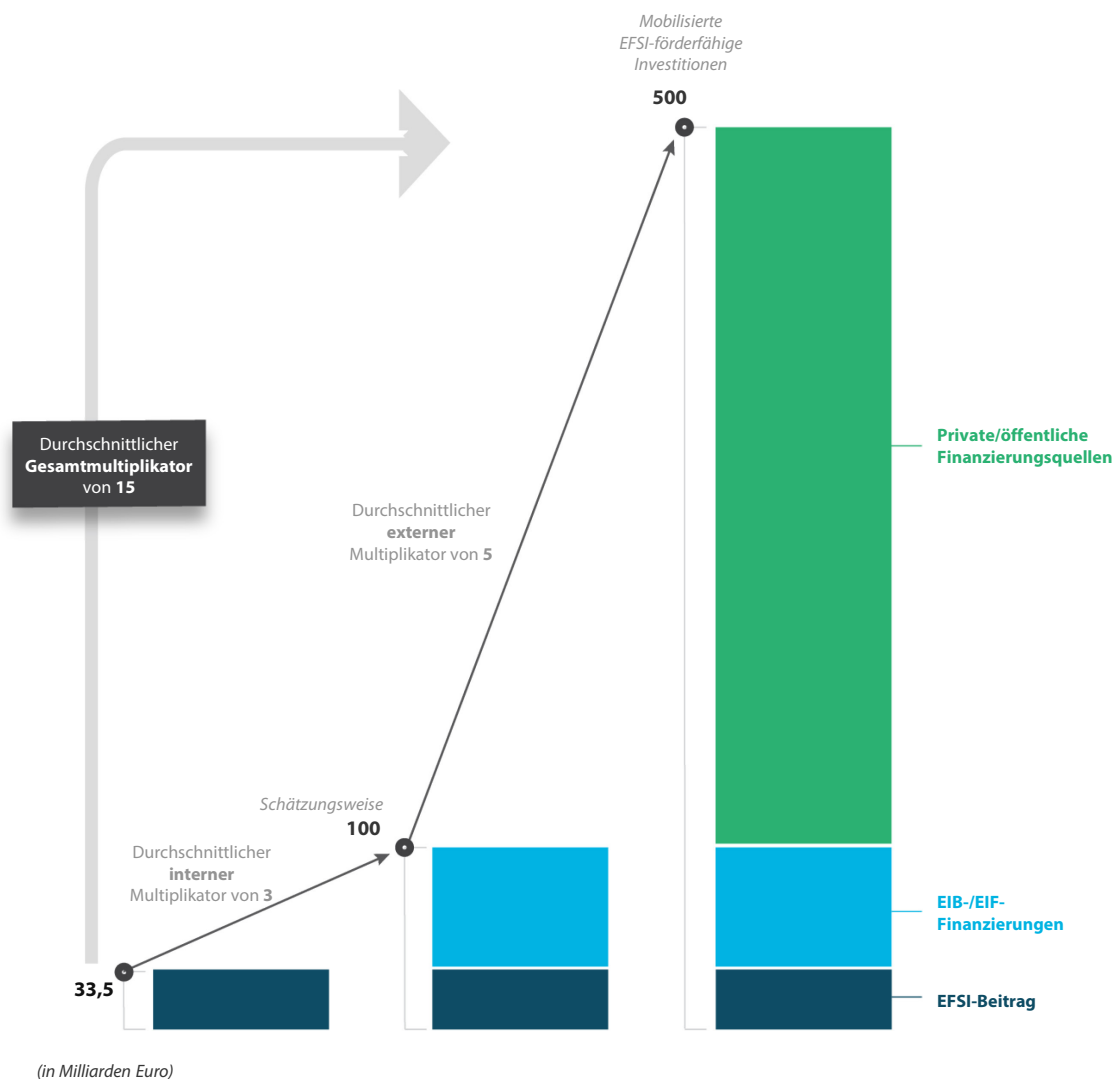 Mobilisierte
EFSI-förderfähige
Investitionen
500
Private/öffentliche
Finanzierungsquellen
Durchschnittlicher
Gesamtmultiplikator
von 15
Durchschnittlicher
externer
Multiplikator von 5
Schätzungsweise
100
Durchschnittlicher
interner
Multiplikator von 3
EIB-/EIF-
Finanzierungen
33,5
EFSI-Beitrag
(in Milliarden Euro)